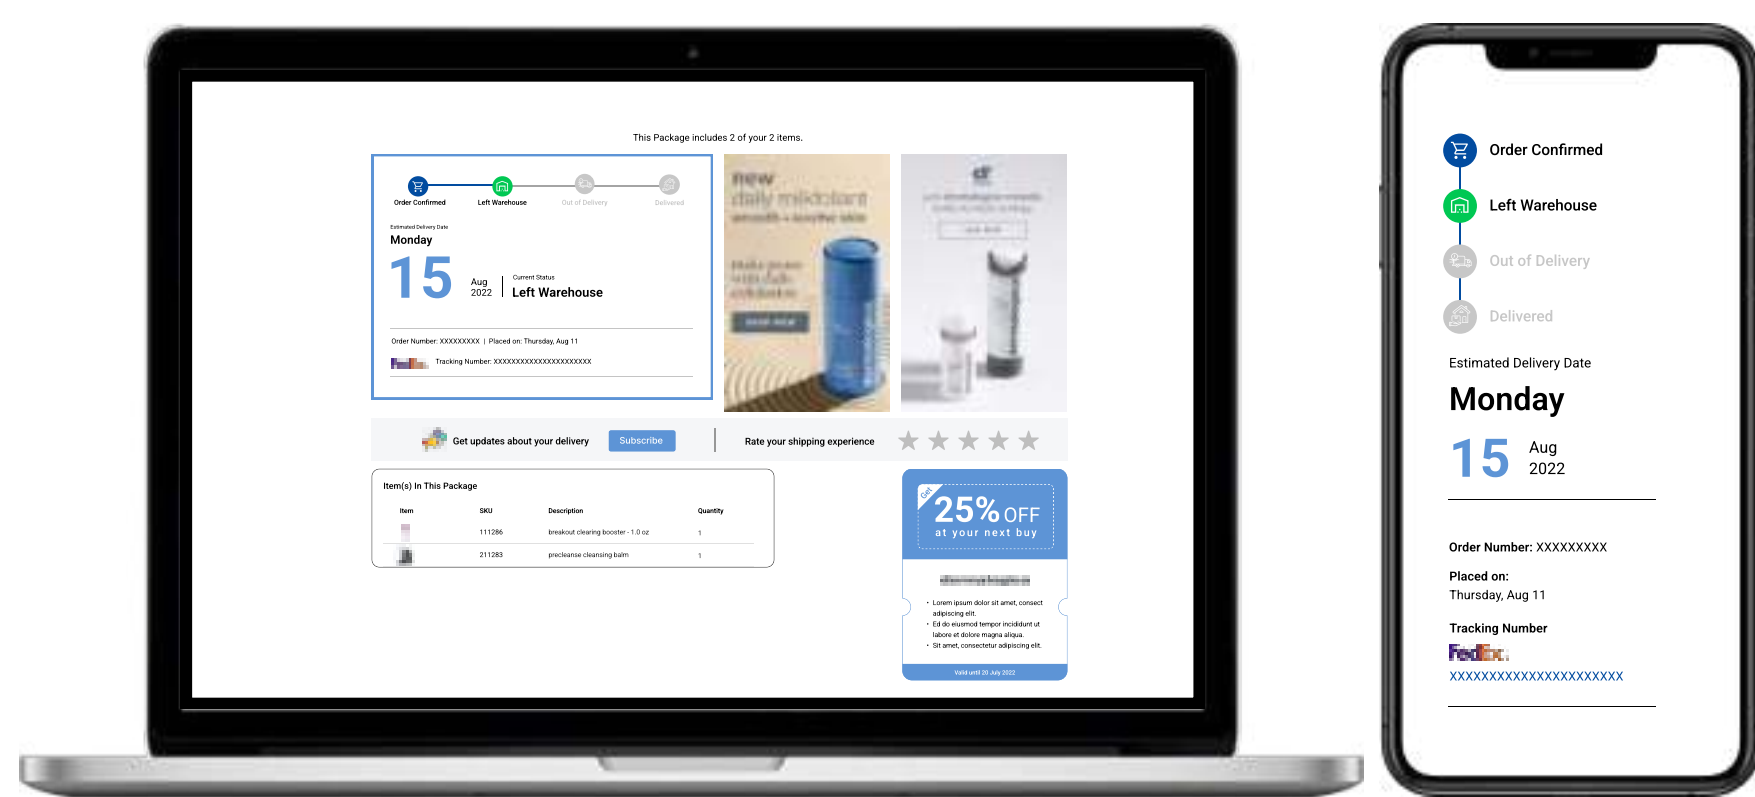 This Package includes 2 of your 2 items.
Order Confirmed
Left Warehouse
Out of Delivery
Delivered
Estimated Delivery Date
Monday
15
Aug
2022
Current Status
Left Warehouse
Order Number: XXXXXXXXX | Placed on: Thursday, Aug 11
FedEx
Tracking Number: XXXXXXXXXXXXXXXXXXXXXX
new
daily milkfoliant
SHOP NOW
Get updates about your delivery
Subscribe
Rate your shipping experience
Item(s) In This Package
Item SKU Description Quantity
111286 breakout clearing booster - 1.0 oz 1
211283 precleanse cleansing balm 1
Get
25% OFF
at your next buy
• Lorem ipsum dolor sit amet, consect
adipiscing elit.
• Ed do eiusmod tempor incididunt ut
labore et dolore magna aliqua.
• Sit amet, consectetur adipiscing elit.
Valid until 20 July 2022
Order Confirmed
Left Warehouse
Out of Delivery
Delivered
Estimated Delivery Date
Monday
15
Aug
2022
Order Number: XXXXXXXXX
Placed on:
Thursday, Aug 11
Tracking Number
FedEx
XXXXXXXXXXXXXXXXXXXXXX